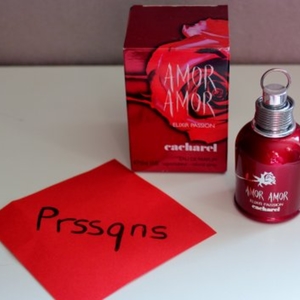 AMOR
AMOR
ELIXIR PASSION
cacharel
Prssqns
AMOR AMOR
ELIXIR PASSION
cacharel